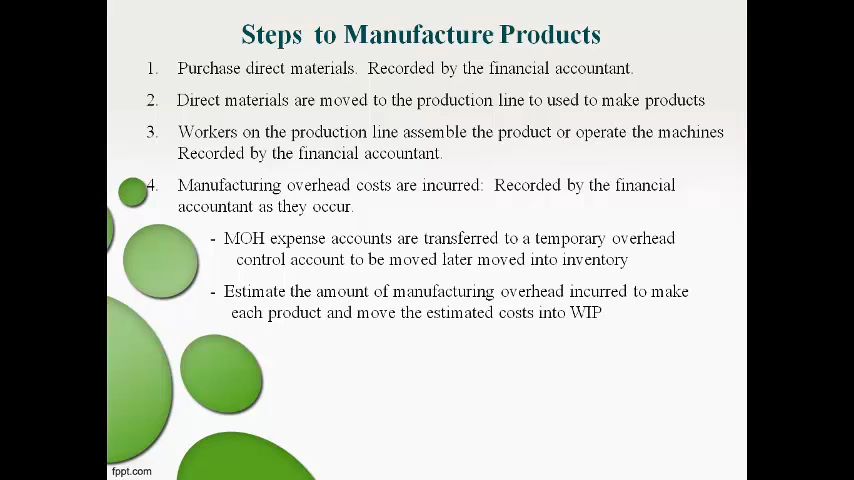 Steps to Manufacture Products
1. Purchase direct materials. Recorded by the financial accountant.
2. Direct materials are moved to the production line to used to make products
3. Workers on the production line assemble the product or operate the machines
Recorded by the financial accountant.
4. Manufacturing overhead costs are incurred: Recorded by the financial
accountant as they occur.
- MOH expense accounts are transferred to a temporary overhead
control account to be moved later moved into inventory
- Estimate the amount of manufacturing overhead incurred to make
each product and move the estimated costs into WIP
fppt.com